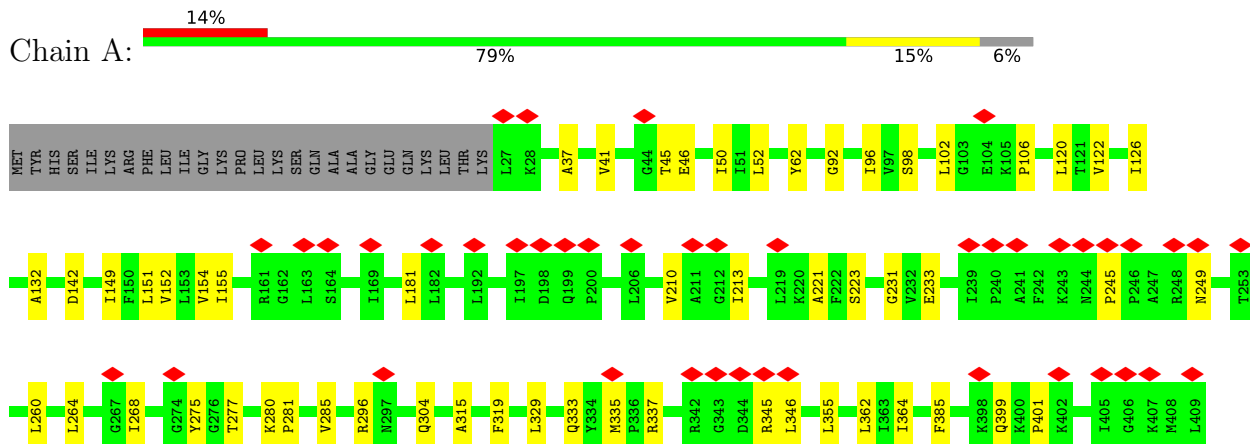 14%
Chain A:
79% 15% 6%
MET TYR HIS SER ILE LYS ARG PHE LEU ILE GLY LYS PRO LEU LYS SER GLN ALA ALA GLY GLU GLN LYS LEU THR LYS L27 K28 A37 V41 G44 T45 E46 I50 I51 L52 Y62 G92 I96 V97 S98 L102 G103 E104 K105 P106 L120 T121 V122 I126
A132 D142 I149 F150 L151 V152 L153 V154 I155 R161 G162 L163 S164 I169 L181 L182 L192 I197 D198 Q199 P200 L206 V210 A211 G212 I213 L219 K220 A221 F222 S223 G231 V232 E233 I239 P240 A241 F242 K243 N244 P245 P246 A247 R248 N249 T253
L260 L264 G267 I268 G274 Y275 G276 T277 K280 P281 V285 R296 N297 Q304 A315 F319 L329 Q333 Y334 M335 P336 R337 R342 G343 D344 R345 L346 L355 L362 I363 I364 F385 K398 Q399 K400 P401 K402 I405 G406 K407 M408 L409